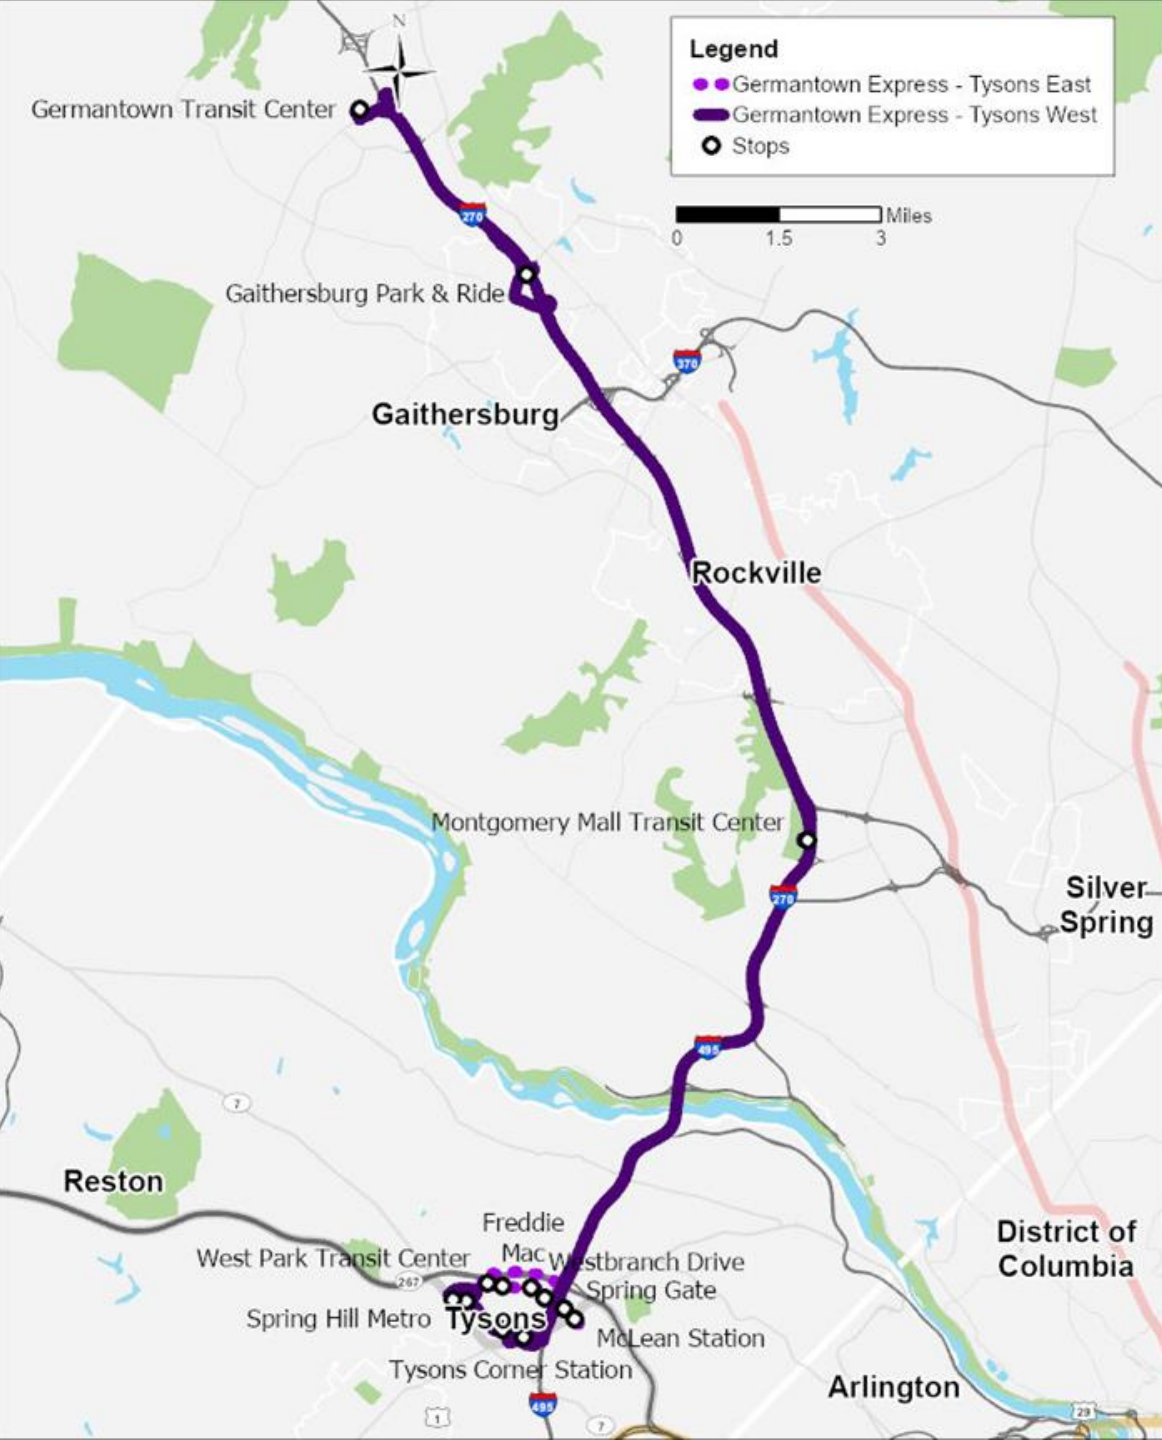 N
Legend
Germantown Express - Tysons East
Germantown Express - Tysons West
Stops
Germantown Transit Center
270
Miles
0 1.5 3
Gaithersburg Park & Ride
370
Gaithersburg
Rockville
Montgomery Mall Transit Center
270
Silver
Spring
495
7
Reston
Freddie
Mac
District of
Columbia
West Park Transit Center
Westbranch Drive
267
Spring Gate
Spring Hill Metro
Tysons
McLean Station
Tysons Corner Station
Arlington
495
1
7
29